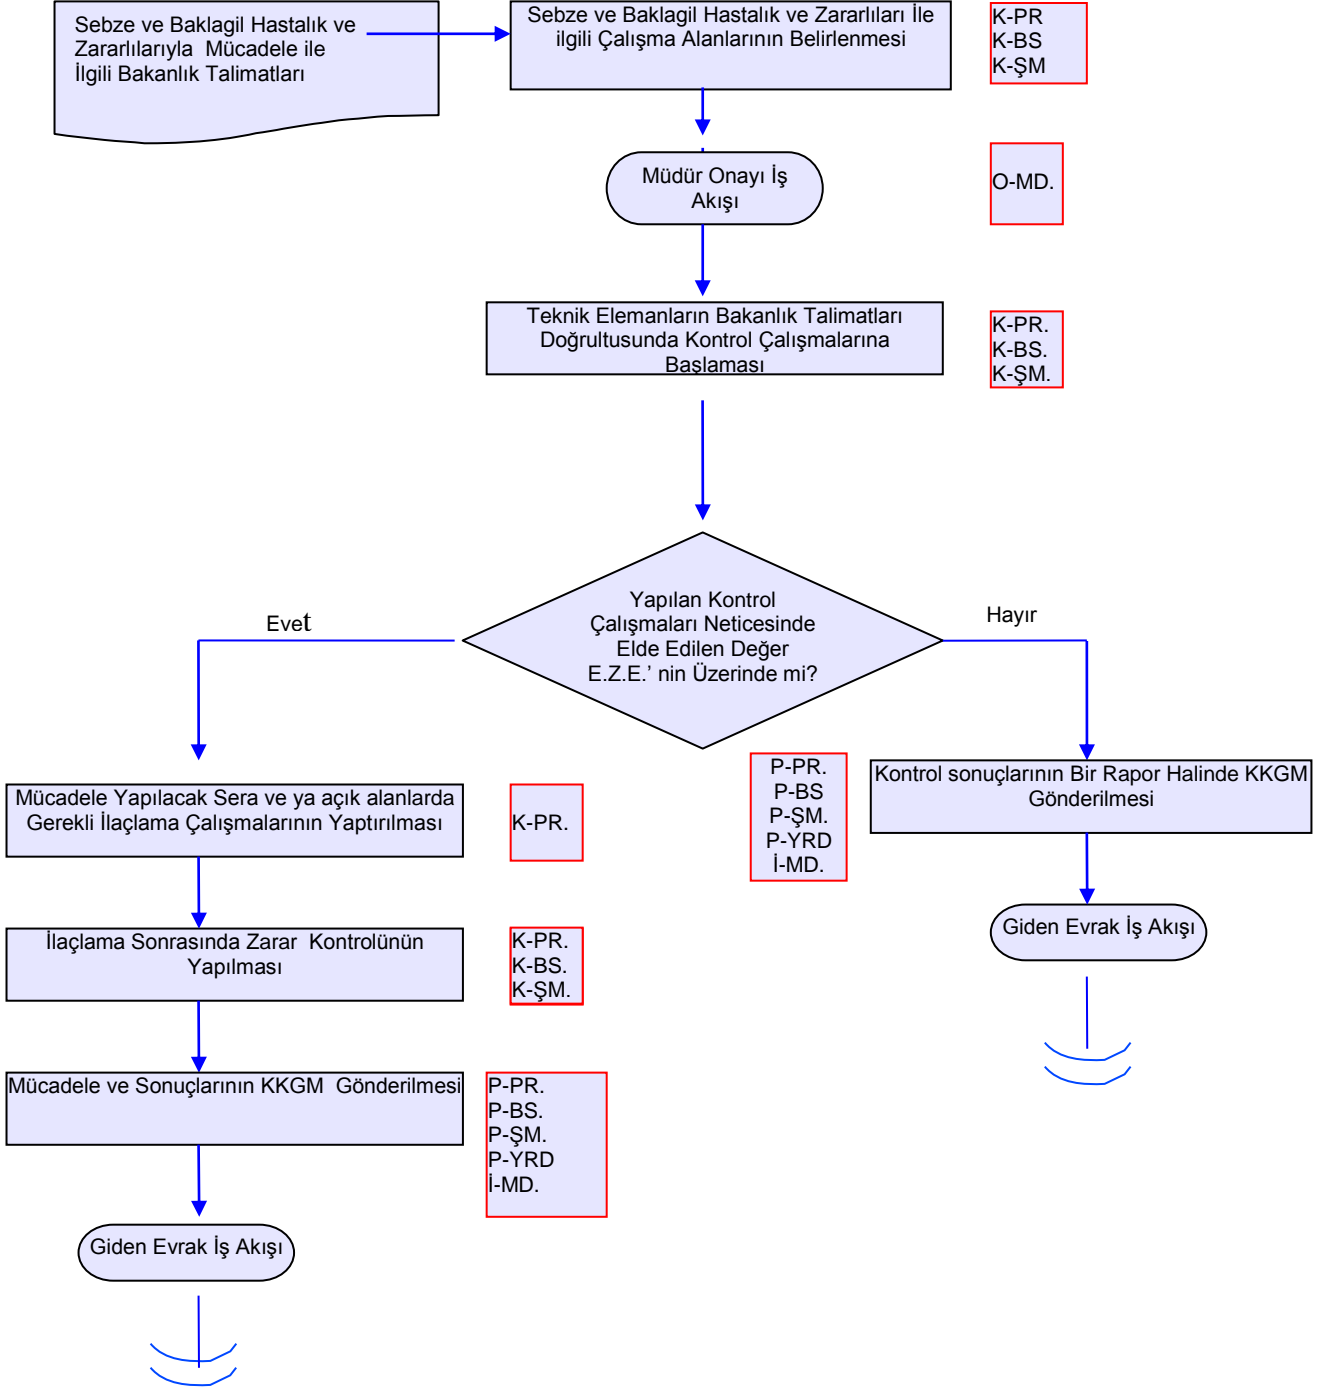 Sebze ve Baklagil Hastalık ve
Zararlılarıyla  Mücadele ile
İlgili Bakanlık Talimatları
Sebze ve Baklagil Hastalık ve Zararlıları İle
ilgili Çalışma Alanlarının Belirlenmesi
K-PR
K-BS
K-ŞM
Müdür Onayı İş
Akışı
O-MD.
Teknik Elemanların Bakanlık Talimatları
Doğrultusunda Kontrol Çalışmalarına
Başlaması
K-PR.
K-BS.
K-ŞM.
Yapılan Kontrol
Çalışmaları Neticesinde
Elde Edilen Değer
E.Z.E.’ nin Üzerinde mi?
Evet
Hayır
Mücadele Yapılacak Sera ve ya açık alanlarda
Gerekli İlaçlama Çalışmalarının Yaptırılması
K-PR.
P-PR.
P-BS
P-ŞM.
P-YRD
İ-MD.
Kontrol sonuçlarının Bir Rapor Halinde KKGM
Gönderilmesi
Giden Evrak İş Akışı
İlaçlama Sonrasında Zarar  Kontrolünün
Yapılması
K-PR.
K-BS.
K-ŞM.
Mücadele ve Sonuçlarının KKGM  Gönderilmesi
P-PR.
P-BS.
P-ŞM.
P-YRD
İ-MD.
Giden Evrak İş Akışı